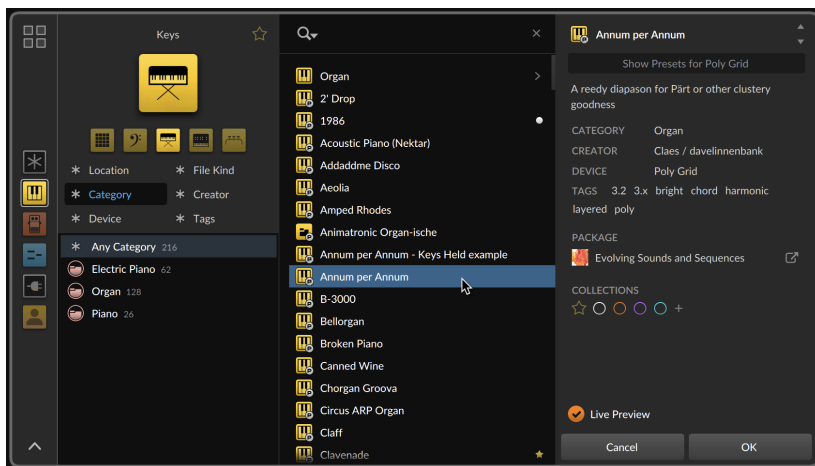 Keys
Location
File Kind
Category
Creator
Device
Tags
Any Category 216
Electric Piano 62
Organ 128
Piano 26
Organ
2' Drop
1986
Acoustic Piano (Nektar)
Addaddme Disco
Aeolia
Amped Rhodes
Animatronic Organ-ische
Annum per Annum - Keys Held example
Annum per Annum
B-3000
Bellorgan
Broken Piano
Canned Wine
Chorgan Groova
Circus ARP Organ
Claff
Clavenade
Annum per Annum
Show Presets for Poly Grid
A reedy diapason for Pärt or other clustery
goodness
CATEGORY Organ
CREATOR Claes / davelinnenbank
DEVICE Poly Grid
TAGS 3.2 3.x bright chord harmonic
layered poly
PACKAGE
Evolving Sounds and Sequences
COLLECTIONS
Live Preview
Cancel
OK